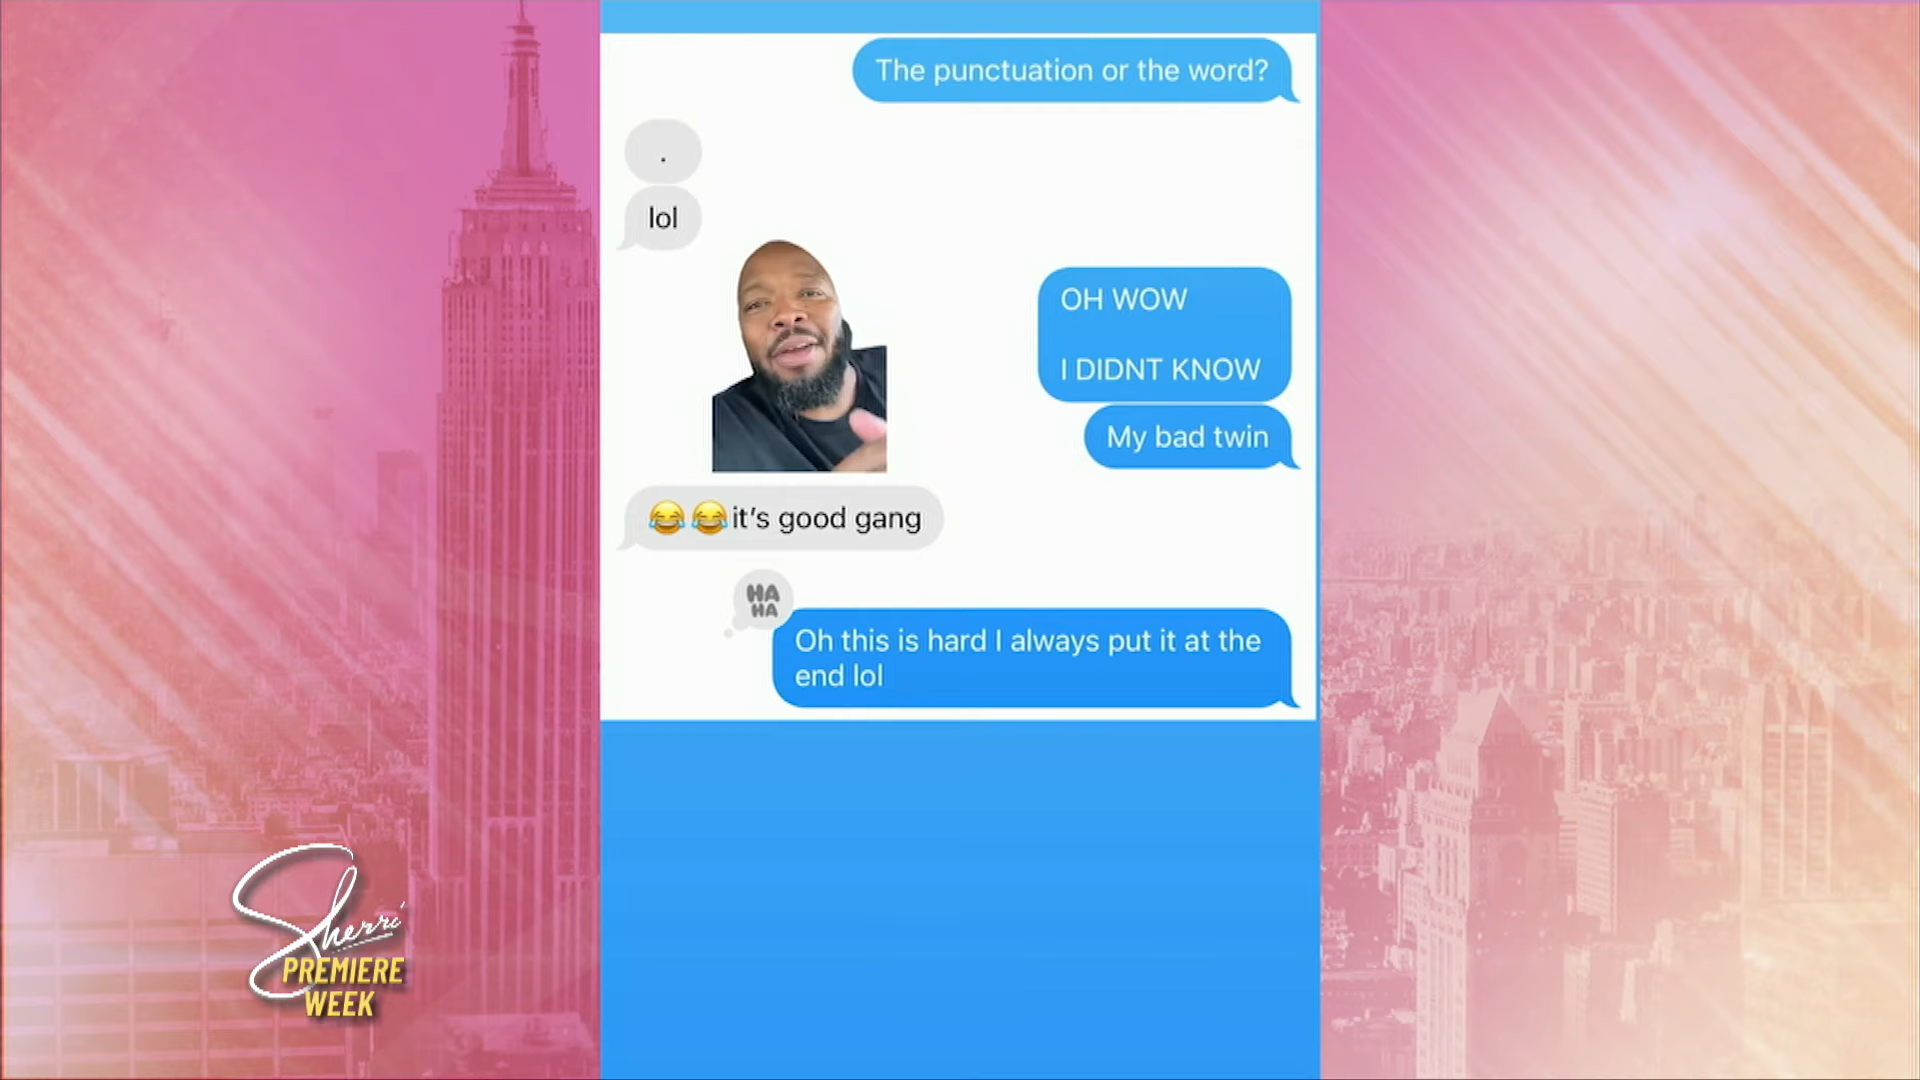 The punctuation or the word?
.
lol
OH WOW
I DIDNT KNOW
My bad twin
😂😂it's good gang
HA
HA
Oh this is hard I always put it at the
end lol
Sherri
PREMIERE
WEEK